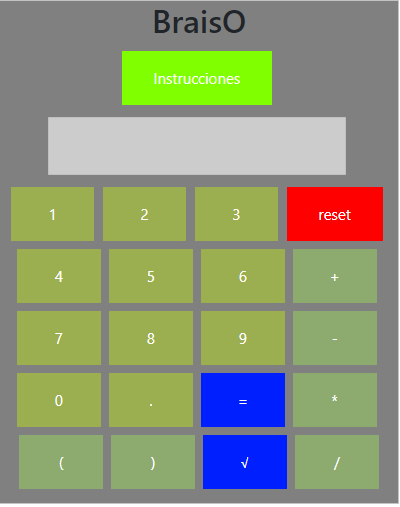 BraisO
Instrucciones
1 2 3 reset
4 5 6 +
7 8 9 -
0 . = *
( ) √ /